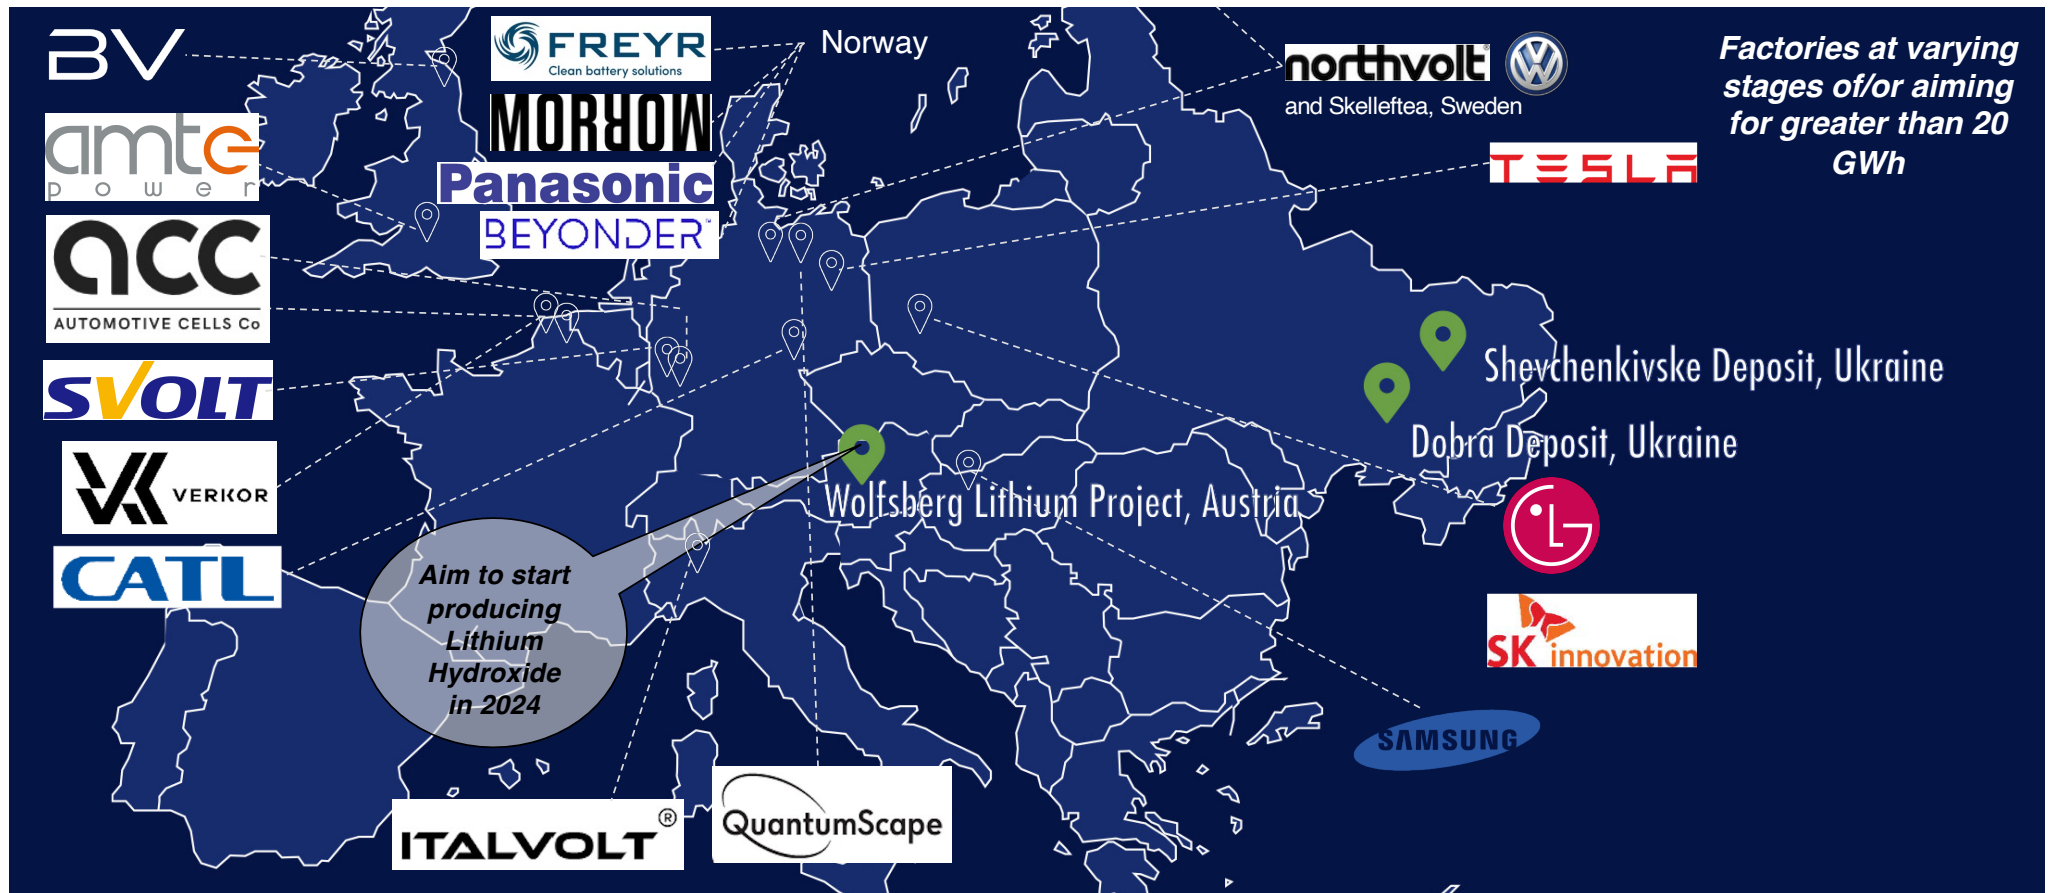 BV
FREYR
Clean battery solutions
Norway
northvolt®
and Skelleftea, Sweden
Factories at varying
stages of/or aiming
for greater than 20
GWh
amte
power
MORROW
Panasonic
BEYONDER™
TESLA
acc
AUTOMOTIVE CELLS Co
SVOLT
VERKOR
CATL
Shevchenkivske Deposit, Ukraine
Dobra Deposit, Ukraine
Wolfsberg Lithium Project, Austria
Aim to start
producing
Lithium
Hydroxide
in 2024
LG
SK innovation
SAMSUNG
ITALVOLT®
QuantumScape